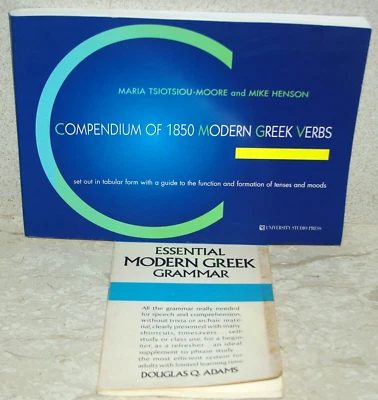 MARIA TSIOTSIOU-MOORE and MIKE HENSON
COMPENDIUM OF 1850 MODERN GREEK VERBS
set out in tabular form with a guide to the function and formation of tenses and moods
UNIVERSITY STUDIO PRESS
ESSENTIAL
MODERN GREEK
GRAMMAR
All the grammar really needed
for speech and comprehension,
without trivia or archaic mate-
rial, clearly presented with many
shortcuts, timesavers
study or class use, for a begin-
ner, as a refresher
ideal
supplement to phrase study
the most efficient system for
adults with limited learning time
DOUGLAS Q. ADAMS